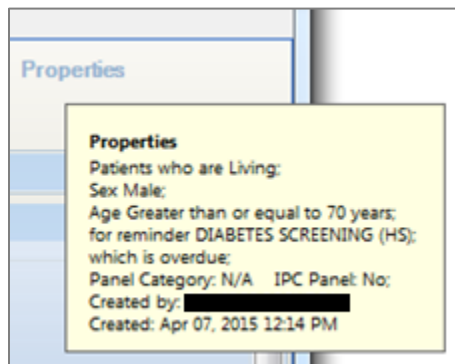 Properties
Properties
Patients who are Living;
Sex Male;
Age Greater than or equal to 70 years;
for reminder DIABETES SCREENING (HS);
which is overdue;
Panel Category: N/A IPC Panel: No;
Created by:
Created: Apr 07, 2015 12:14 PM